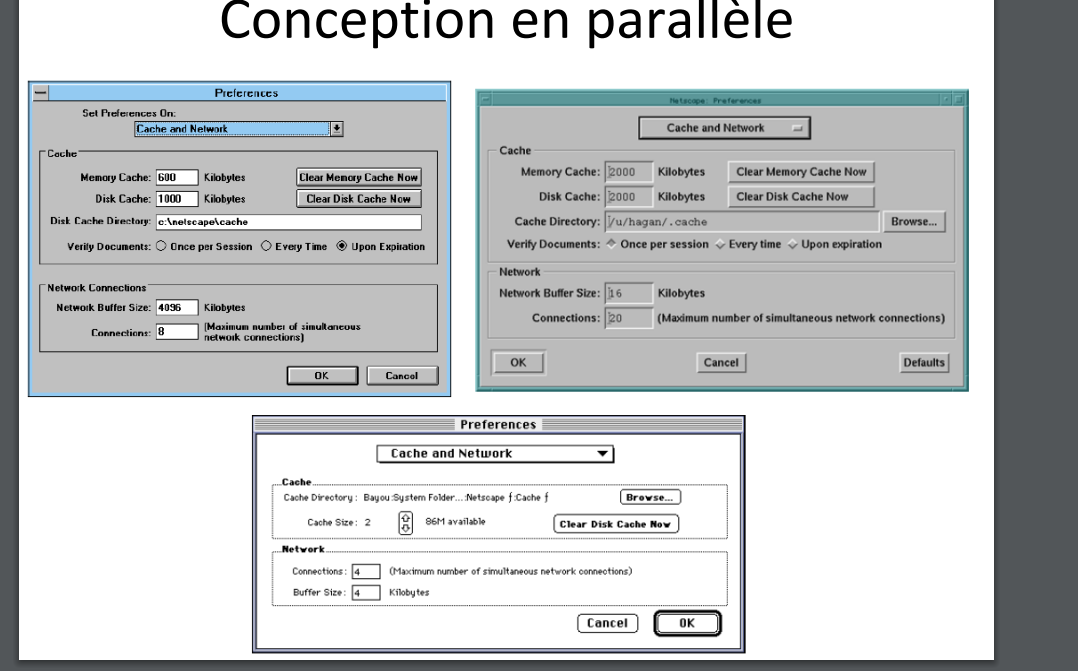 Conception en parallèle
Preferences
Set Preferences On:
Cache and Network
Cache
Memory Cache: 600 Kilobytes Clear Memory Cache Now
Disk Cache: 1000 Kilobytes Clear Disk Cache Now
Disk Cache Directory: c:\netscape\cache
Verify Documents: Once per Session Every Time Upon Expiration
Network Connections
Network Buffer Size: 4096 Kilobytes
Connections: 8 (Maximum number of simultaneous
network connections)
OK Cancel
Netscape: Preferences
Cache and Network
Cache
Memory Cache: 2000 Kilobytes Clear Memory Cache Now
Disk Cache: 2000 Kilobytes Clear Disk Cache Now
Cache Directory: /u/hagan/.cache Browse...
Verify Documents: Once per session Every time Upon expiration
Network
Network Buffer Size: 16 Kilobytes
Connections: 20 (Maximum number of simultaneous network connections)
OK Cancel Defaults
Preferences
Cache and Network
Cache
Cache Directory: Bayou:System Folder...:Netscape ƒ:Cache ƒ Browse...
Cache Size: 2 86M available Clear Disk Cache Now
Network
Connections: 4 (Maximum number of simultaneous network connections)
Buffer Size: 4 Kilobytes
Cancel OK